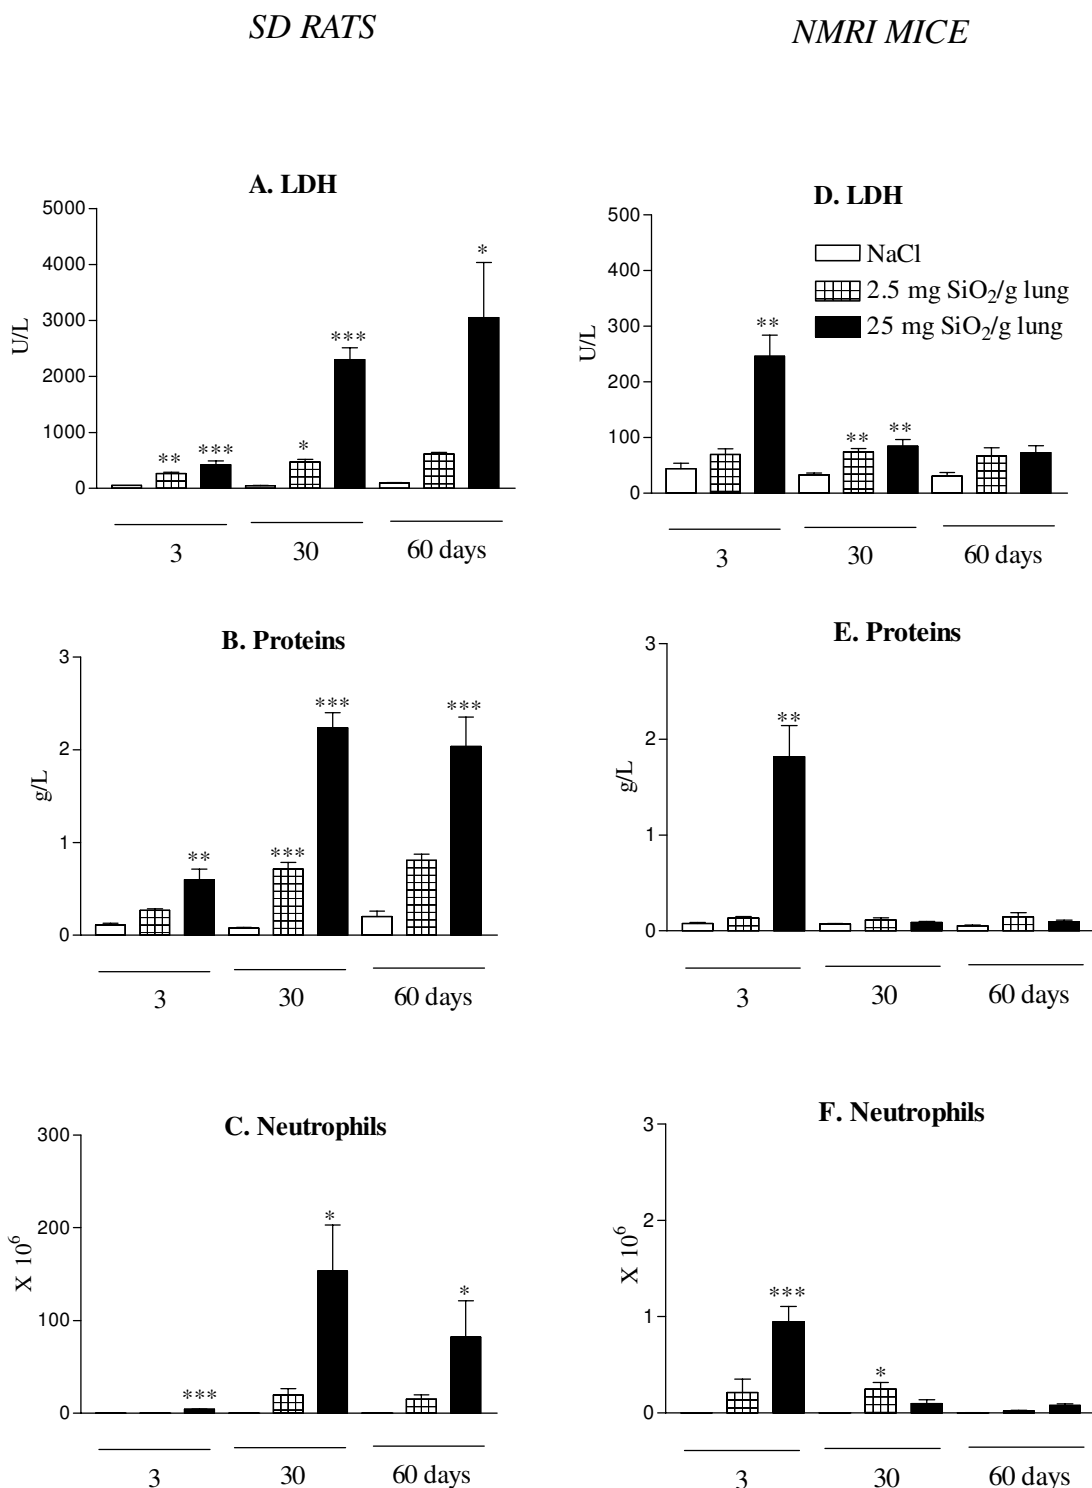 SD RATS
NMRI MICE
A. LDH
5000
4000
3000
2000
1000
0
U/L
**
***
*
***
*
3
30
60 days
D. LDH
500
400
300
200
100
0
U/L
NaCl
2.5 mg SiO2/g lung
25 mg SiO2/g lung
**
**
**
3
30
60 days
B. Proteins
3
2
1
0
g/L
**
***
***
***
3
30
60 days
E. Proteins
3
2
1
0
g/L
**
3
30
60 days
C. Neutrophils
300
200
100
0
X 10^6
***
*
*
3
30
60 days
F. Neutrophils
3
2
1
0
X 10^6
***
*
3
30
60 days